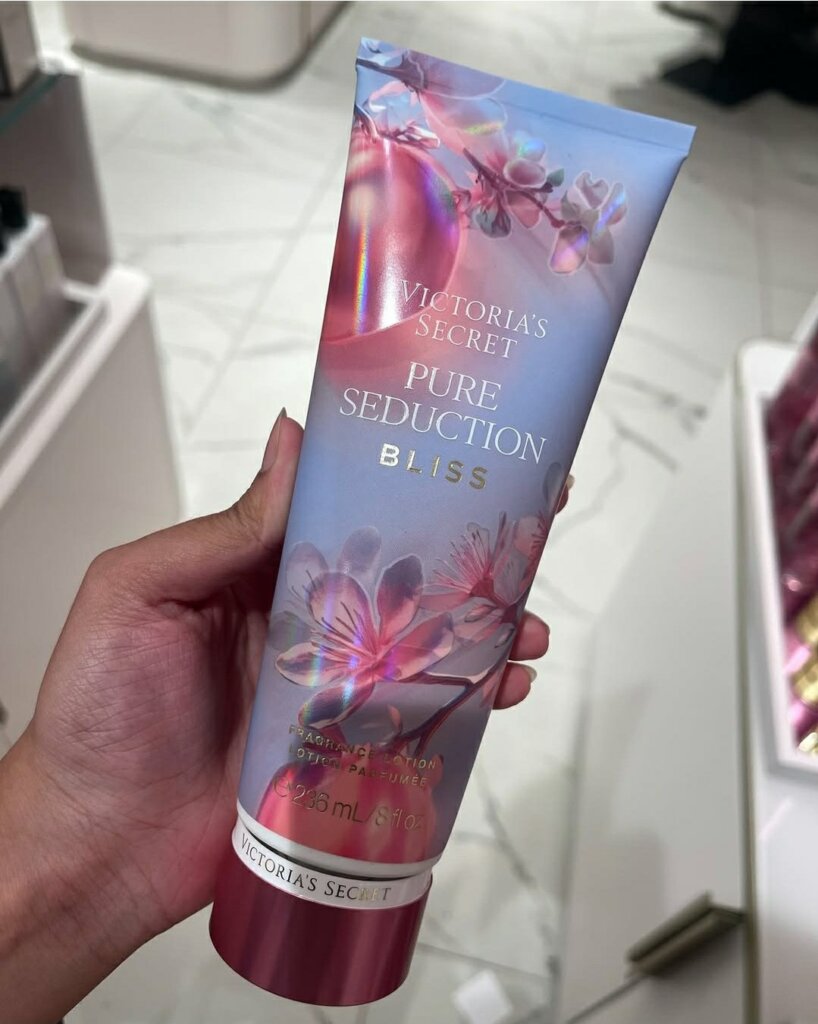 VICTORIA'S
SECRET
PURE
SEDUCTION
BLISS
FRAGRANCE LOTION
LOTION PARFUMÉE
℮ 236 mL/8 fl oz
VICTORIA'S SECRET